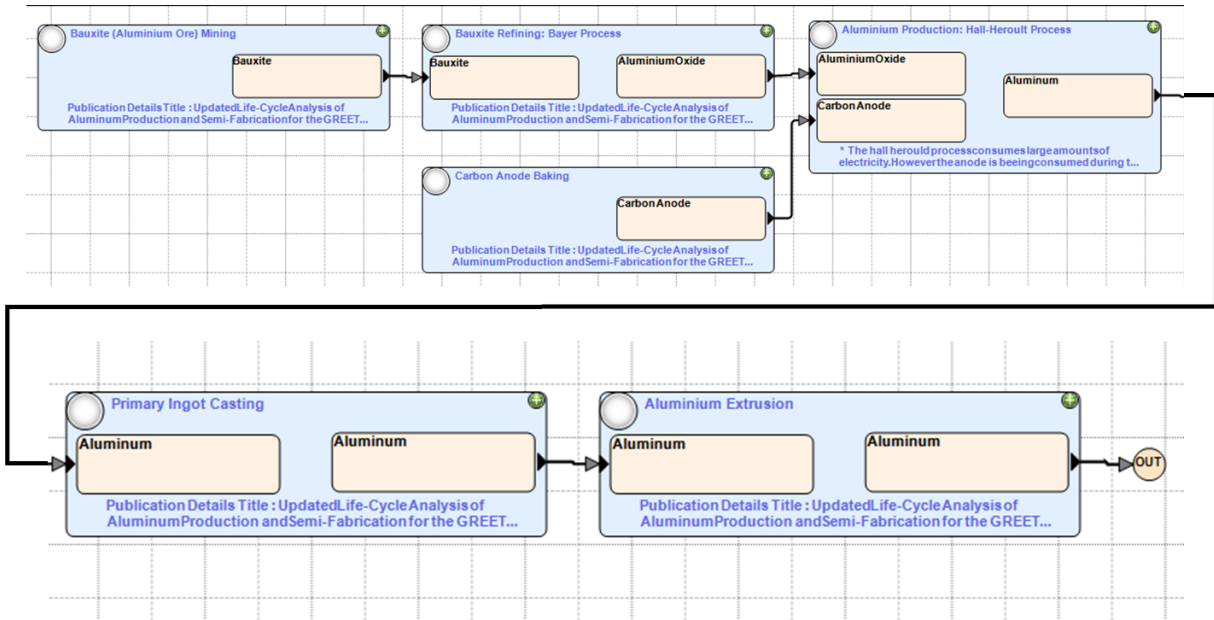 Bauxite (Aluminium Ore) Mining
Bauxite
Publication Details Title : UpdatedLife-CycleAnalysis of
AluminumProduction andSemi-Fabricationfor theGREET...
Bauxite Refining: Bayer Process
Bauxite
AluminiumOxide
Publication Details Title : UpdatedLife-CycleAnalysis of
AluminumProduction andSemi-Fabrication for the GREET...
Aluminium Production: Hall-Heroult Process
AluminiumOxide
Aluminum
CarbonAnode
* The hall herould processconsumes largeamountsof
electricity.Howevertheanode is beeingconsumed during t...
Carbon Anode Baking
CarbonAnode
Publication Details Title : UpdatedLife-CycleAnalysis of
AluminumProduction andSemi-Fabrication for the GREET...
Primary Ingot Casting
Aluminum
Aluminum
Publication Details Title : UpdatedLife-CycleAnalysis of
AluminumProduction andSemi-Fabrication for the GREET...
Aluminium Extrusion
Aluminum
Aluminum
Publication Details Title : UpdatedLife-CycleAnalysis of
AluminumProduction andSemi-Fabrication for the GREET...
OUT